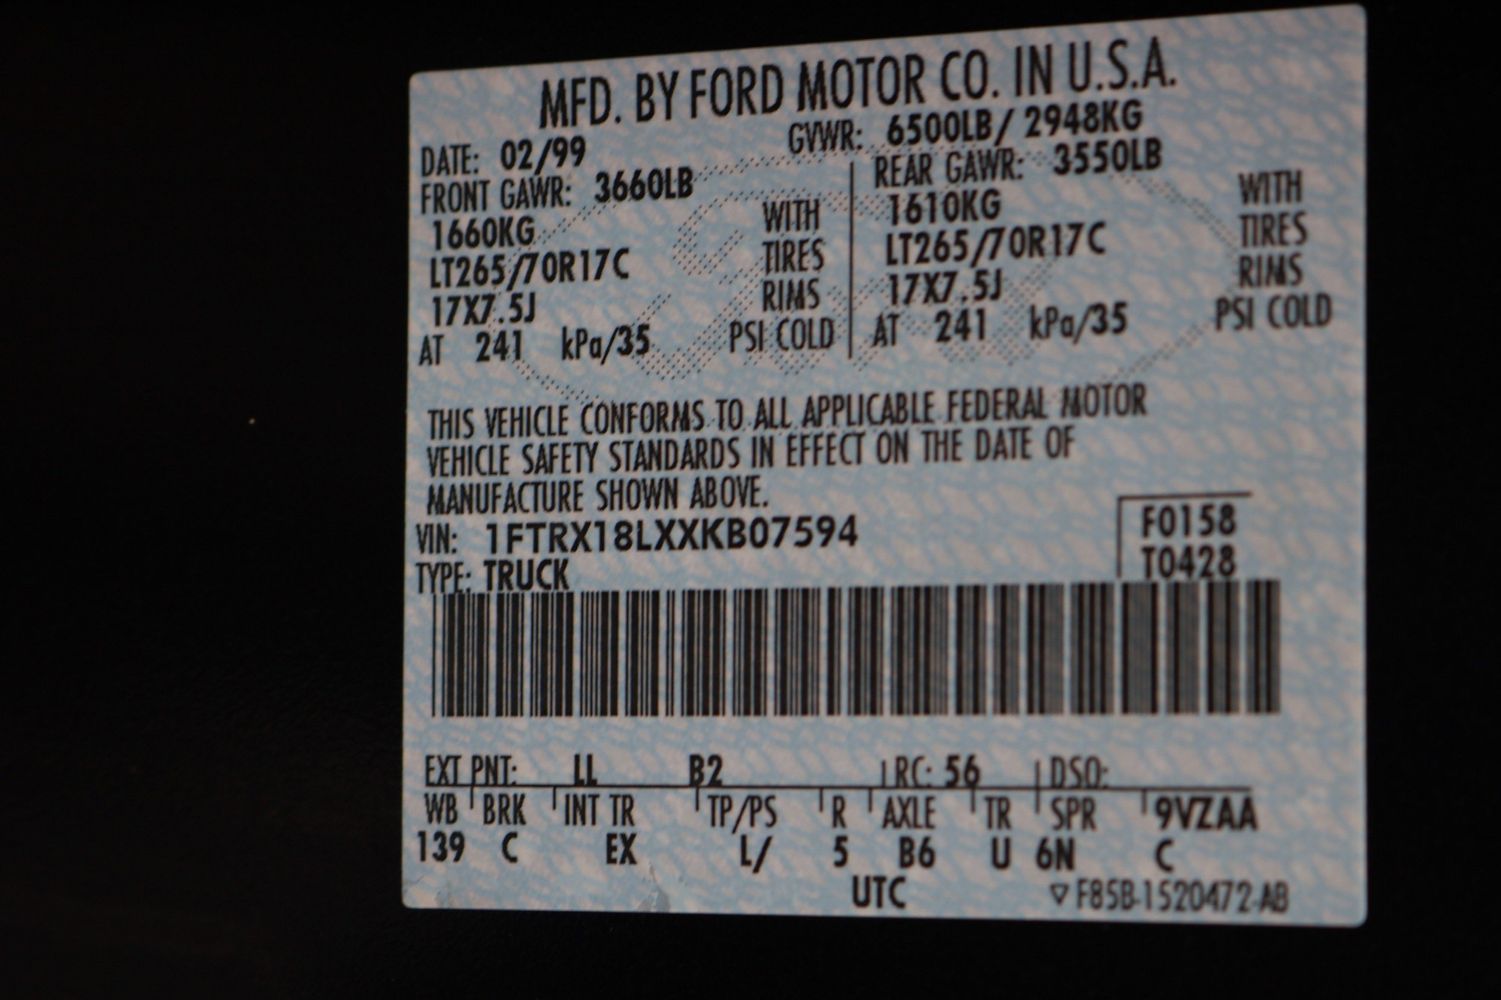 MFD. BY FORD MOTOR CO. IN U.S.A.
DATE: 02/99 GVWR: 6500LB/ 2948KG
FRONT GAWR: 3660LB REAR GAWR: 3550LB
1660KG WITH 1610KG WITH
LT265/70R17C TIRES LT265/70R17C TIRES
17X7.5J RIMS 17X7.5J RIMS
AT 241 kPa/35 PSI COLD AT 241 kPa/35 PSI COLD
THIS VEHICLE CONFORMS TO ALL APPLICABLE FEDERAL MOTOR
VEHICLE SAFETY STANDARDS IN EFFECT ON THE DATE OF
MANUFACTURE SHOWN ABOVE.
VIN: 1FTRX18LXXKB07594 F0158
TYPE: TRUCK T0428
EXT PNT: LL B2 RC: 56 DSO:
WB BRK INT TR TP/PS R AXLE TR SPR 9VZAA
139 C EX L/ 5 B6 U 6N C
UTC ▽ F85B-1520472-AB